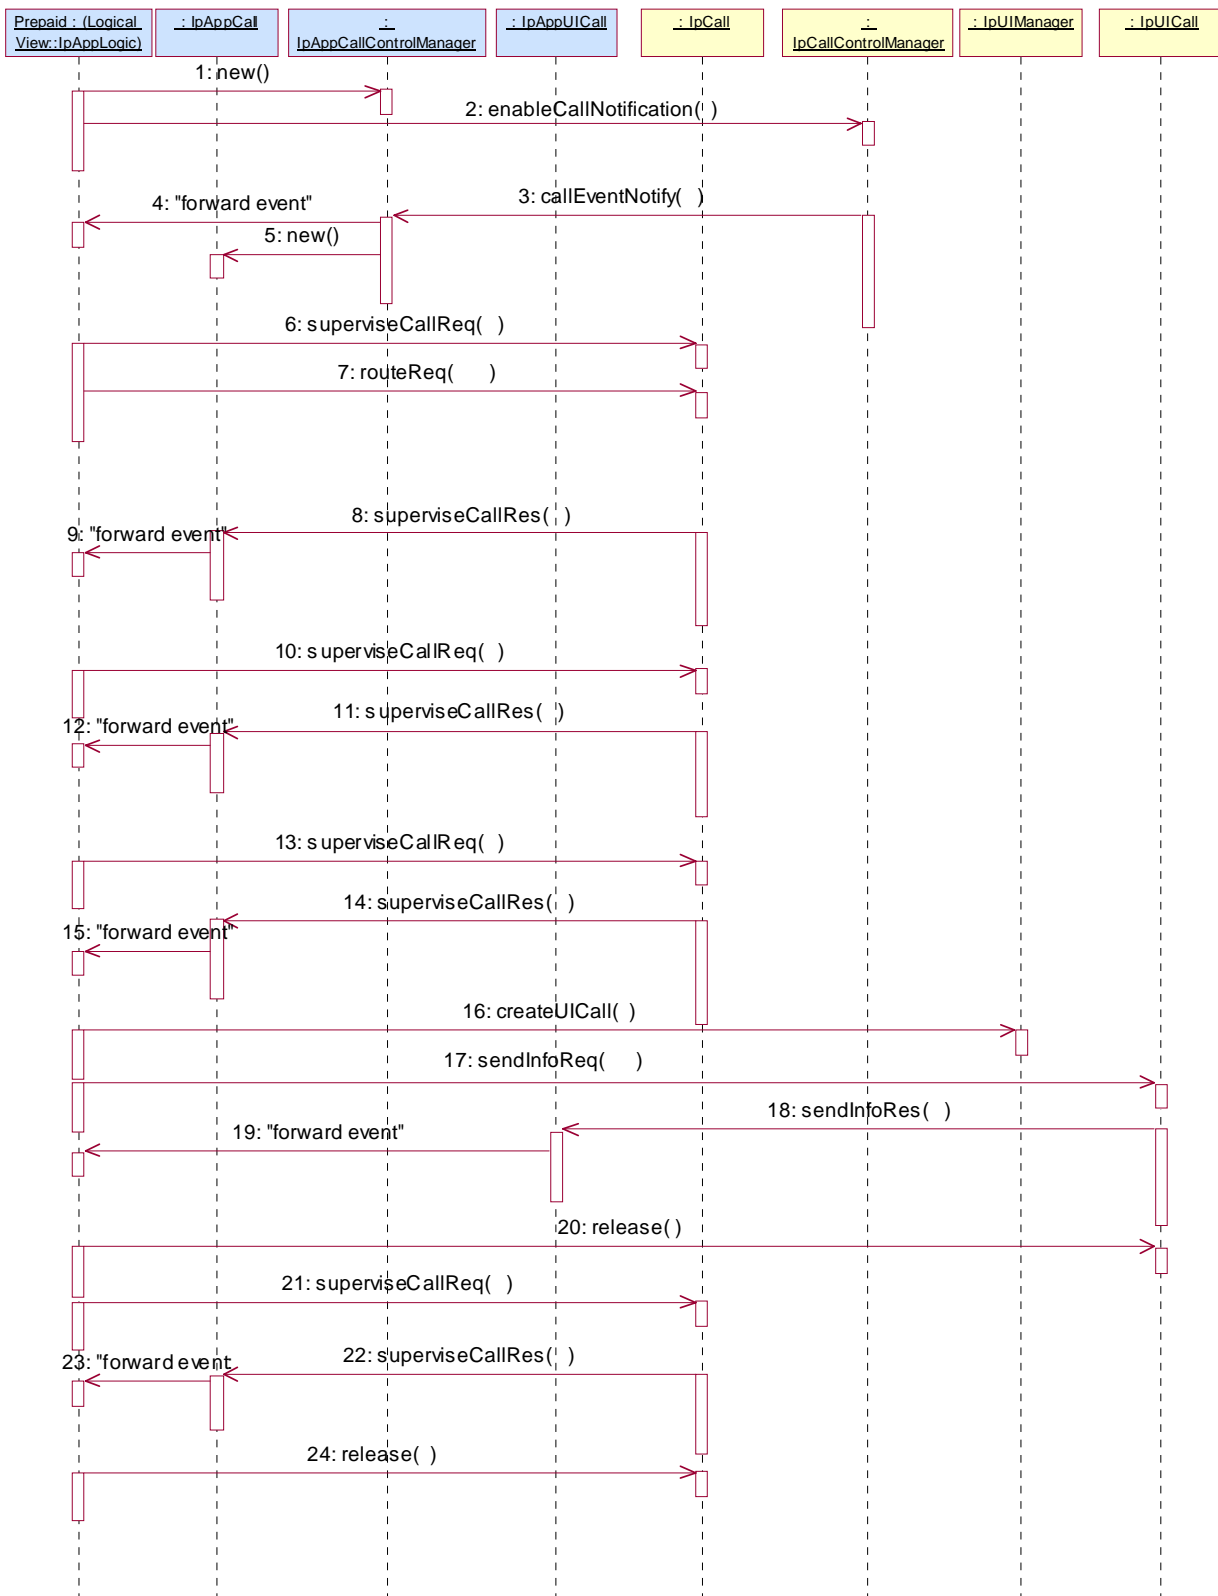 Prepaid : (Logical
View::IpAppLogic)
: IpAppCall
:
IpAppCallControlManager
: IpAppUICall
: IpCall
:
IpCallControlManager
: IpUIManager
: IpUICall
1: new()
2: enableCallNotification( )
3: callEventNotify( )
4: "forward event"
5: new()
6: superviseCallReq( )
7: routeReq( )
8: superviseCallRes( )
9: "forward event"
10: superviseCallReq( )
11: superviseCallRes( )
12: "forward event"
13: superviseCallReq( )
14: superviseCallRes( )
15: "forward event"
16: createUICall( )
17: sendInfoReq( )
18: sendInfoRes( )
19: "forward event"
20: release( )
21: superviseCallReq( )
22: superviseCallRes( )
23: "forward event
24: release( )